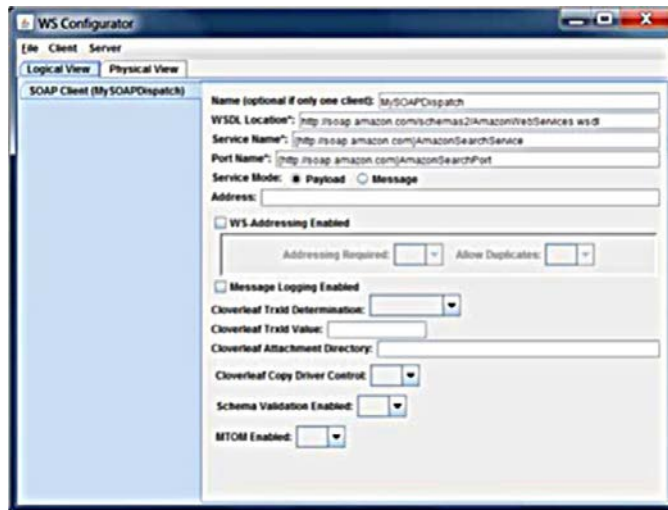 WS Configurator
File Client Server
Logical View Physical View
SOAP Client (MySOAPDispatch)
Name (optional if only one client): MySOAPDispatch
WSDL Location*: http://soap.amazon.com/schemas2/AmazonWebServices.wsdl
Service Name*: {http://soap.amazon.com}AmazonSearchService
Port Name*: {http://soap.amazon.com}AmazonSearchPort
Service Mode: Payload Message
Address:
WS-Addressing Enabled
Addressing Required: Allow Duplicates:
Message Logging Enabled
Cloverleaf TrxId Determination:
Cloverleaf TrxId Value:
Cloverleaf Attachment Directory:
Cloverleaf Copy Driver Control:
Schema Validation Enabled:
MTOM Enabled: